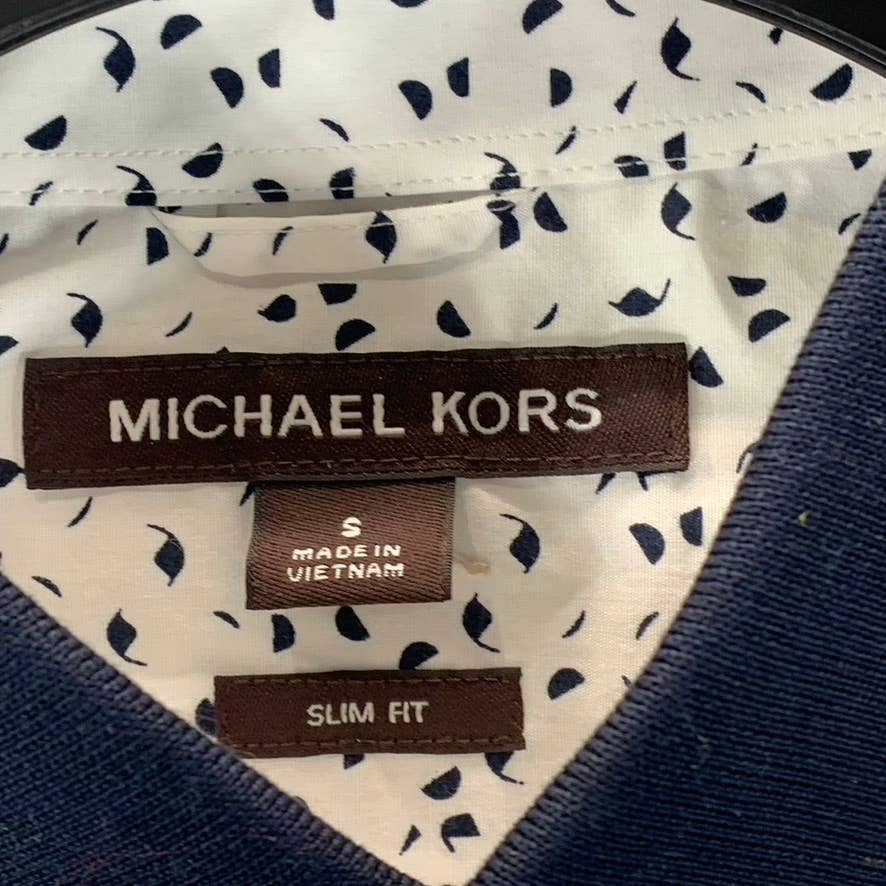 MICHAEL KORS
S
MADE IN
VIETNAM
SLIM FIT